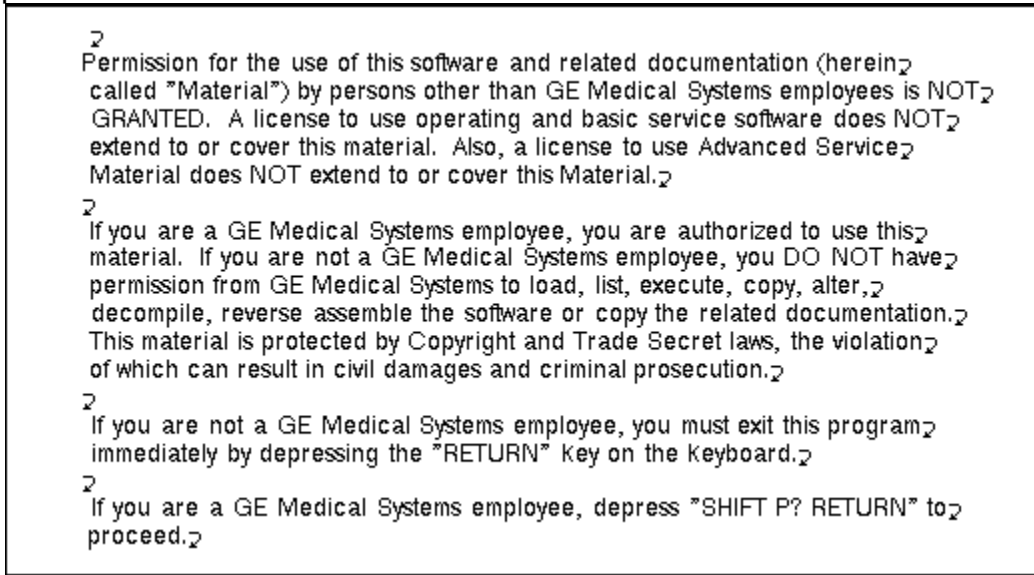 Permission for the use of this software and related documentation (herein
called "Material") by persons other than GE Medical Systems employees is NOT
GRANTED.  A license to use operating and basic service software does NOT
extend to or cover this material.  Also, a license to use Advanced Service
Material does NOT extend to or cover this Material.
If you are a GE Medical Systems employee, you are authorized to use this
material.  If you are not a GE Medical Systems employee, you DO NOT have
permission from GE Medical Systems to load, list, execute, copy, alter,
decompile, reverse assemble the software or copy the related documentation.
This material is protected by Copyright and Trade Secret laws, the violation
of which can result in civil damages and criminal prosecution.
If you are not a GE Medical Systems employee, you must exit this program
immediately by depressing the "RETURN" key on the keyboard.
If you are a GE Medical Systems employee, depress "SHIFT P? RETURN" to
proceed.